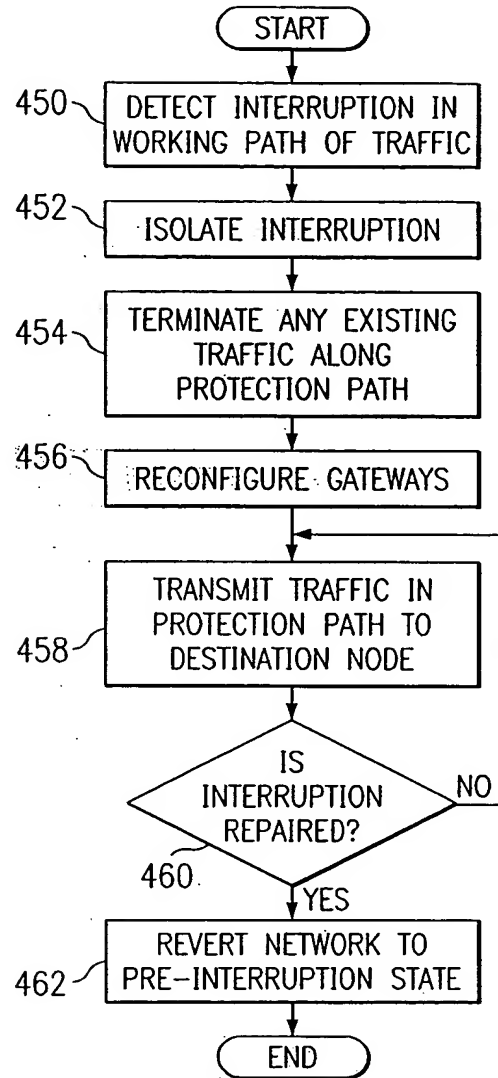 START
450
DETECT INTERRUPTION IN
WORKING PATH OF TRAFFIC
452
ISOLATE INTERRUPTION
454
TERMINATE ANY EXISTING
TRAFFIC ALONG
PROTECTION PATH
456
RECONFIGURE GATEWAYS
458
TRANSMIT TRAFFIC IN
PROTECTION PATH TO
DESTINATION NODE
IS
INTERRUPTION
REPAIRED?
NO
460
YES
462
REVERT NETWORK TO
PRE-INTERRUPTION STATE
END